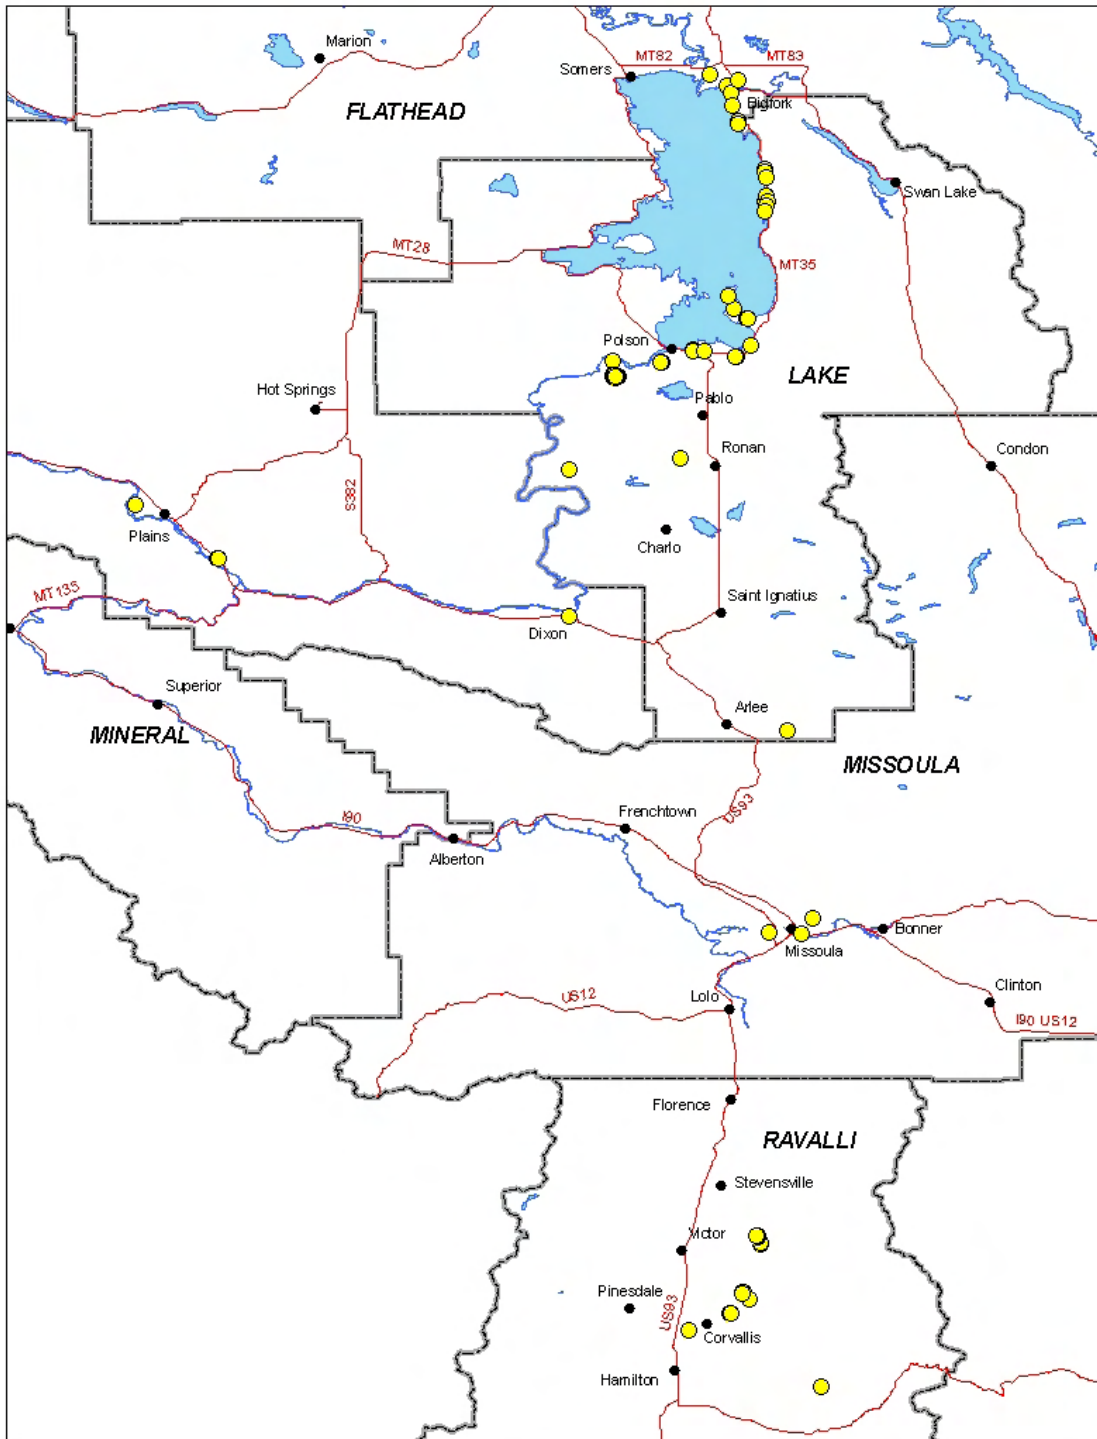 Marion
MT82
MT83
Somers
FLATHEAD
Bigfork
Swan Lake
MT28
MT35
Polson
LAKE
Hot Springs
Pablo
Ronan
Condon
S382
Plains
Charlo
MT135
Saint Ignatius
Dixon
Superior
Arlee
MINERAL
MISSOULA
US93
I90
Frenchtown
Alberton
Bonner
Missoula
US12
Lolo
Clinton
I90 US12
Florence
RAVALLI
Stevensville
Victor
Pinesdale
US93
Corvallis
Hamilton